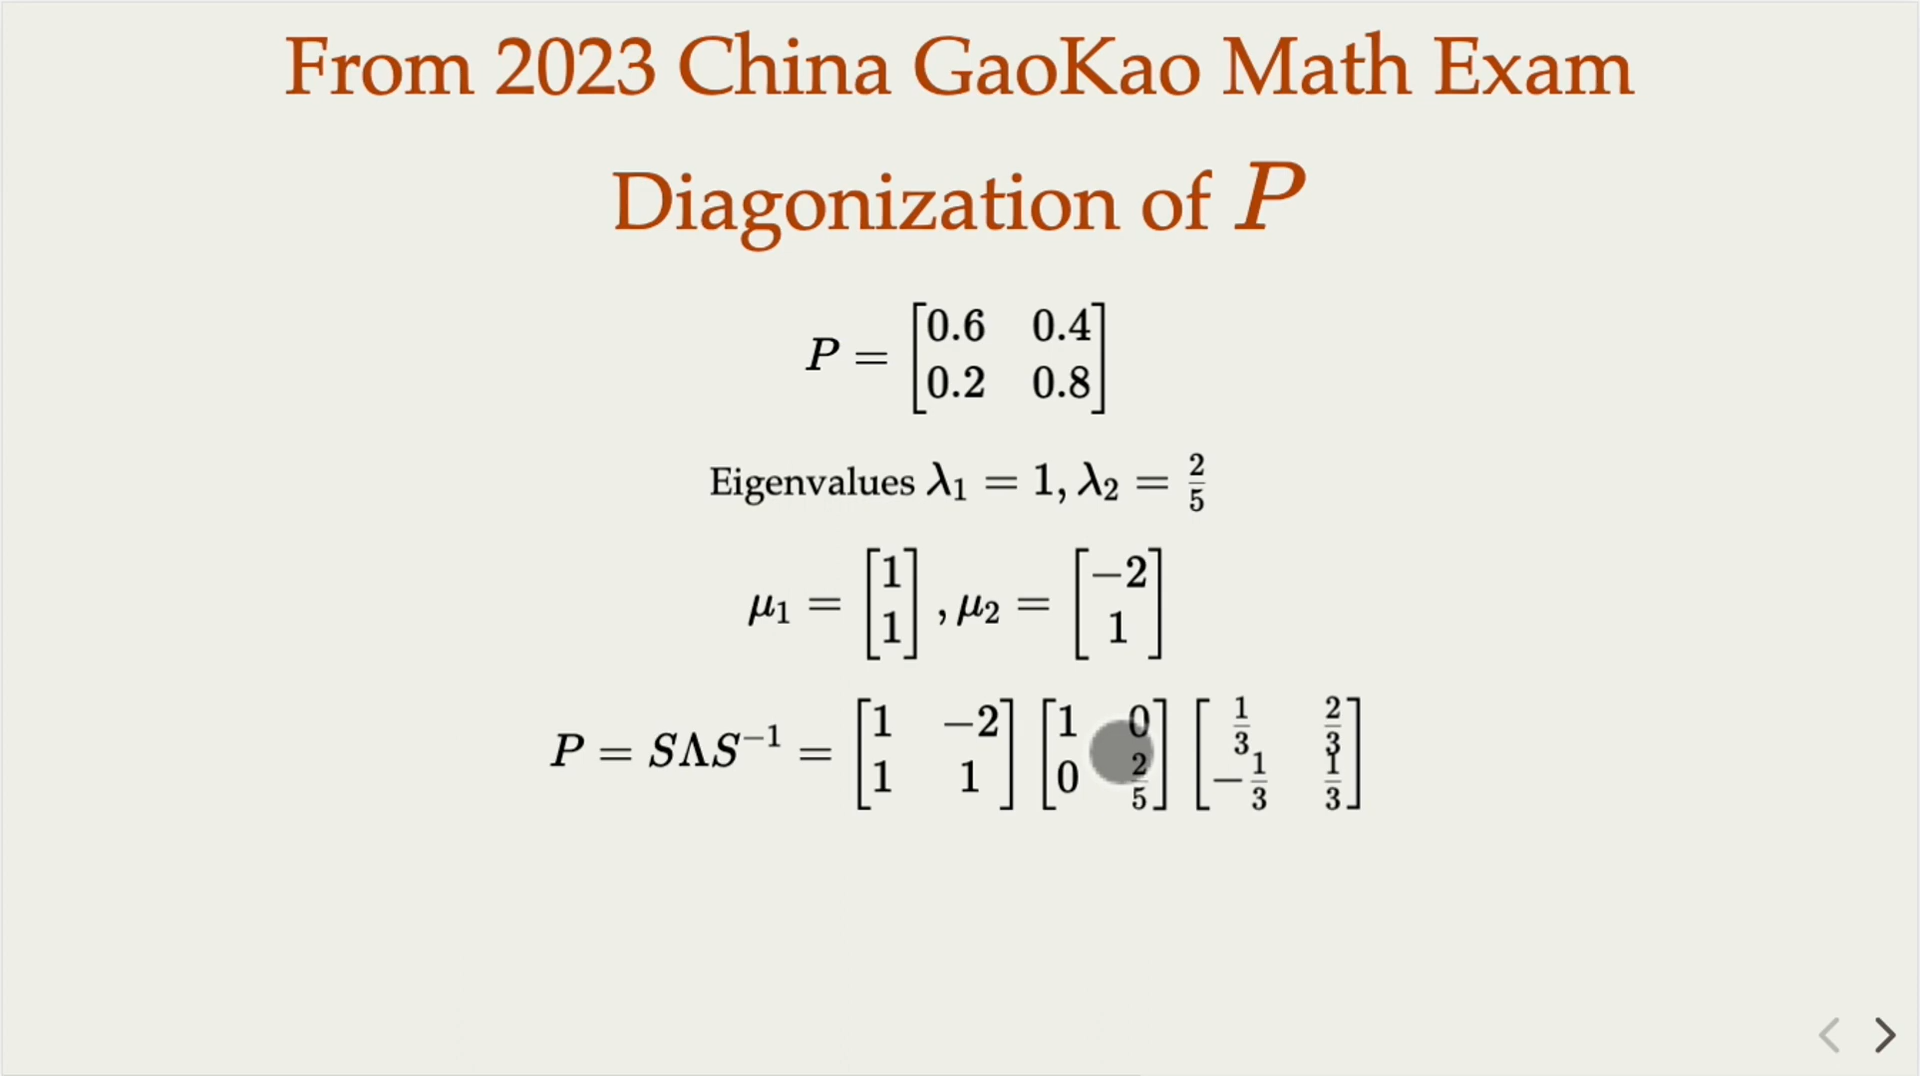 From 2023 China GaoKao Math Exam
Diagonization of P
P = [0.6 0.4; 0.2 0.8]
Eigenvalues λ₁ = 1, λ₂ = 2/5
μ₁ = [1; 1], μ₂ = [−2; 1]
P = SΛS⁻¹ = [1 −2; 1 1] [1 0; 0 2/5] [1/3 2/3; −1/3 1/3]